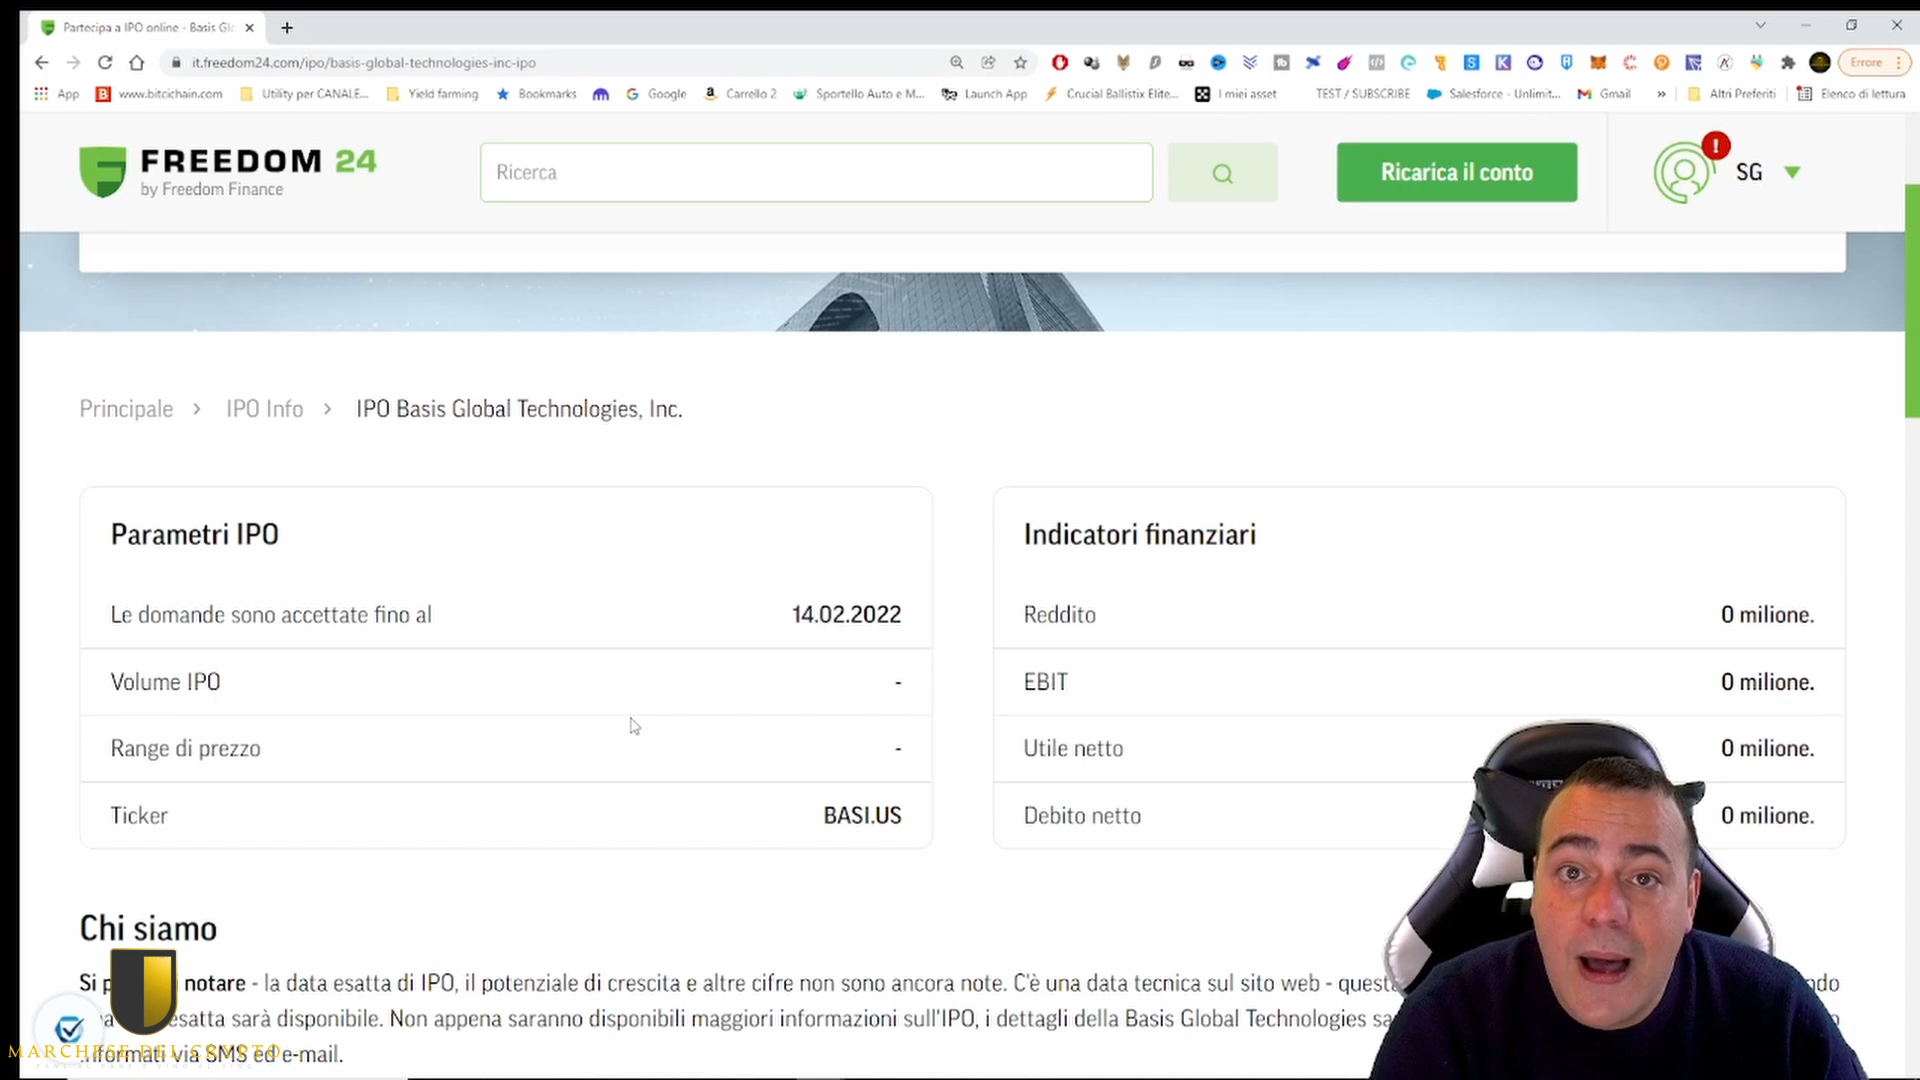 Partecipa a IPO online - Basis Glo
it.freedom24.com/ipo/basis-global-technologies-inc-ipo
Errore
App www.bitcichain.com Utility per CANALE... Yield farming Bookmarks Google Carrello 2 Sportello Auto e M... Launch App Crucial Ballistix Elite... I miei asset TEST / SUBSCRIBE Salesforce - Unlimit... Gmail » Altri Preferiti Elenco di lettura
FREEDOM 24
by Freedom Finance
Ricerca
Ricarica il conto
! SG
Principale > IPO Info > IPO Basis Global Technologies, Inc.
Parametri IPO
Le domande sono accettate fino al 14.02.2022
Volume IPO -
Range di prezzo -
Ticker BASI.US
Indicatori finanziari
Reddito 0 milione.
EBIT 0 milione.
Utile netto 0 milione.
Debito netto 0 milione.
Chi siamo
Si p notare - la data esatta di IPO, il potenziale di crescita e altre cifre non sono ancora note. C'è una data tecnica sul sito web - questa ndo
esatta sarà disponibile. Non appena saranno disponibili maggiori informazioni sull'IPO, i dettagli della Basis Global Technologies sa
informati via SMS ed e-mail.
MARCHESE DEL CRYPTO